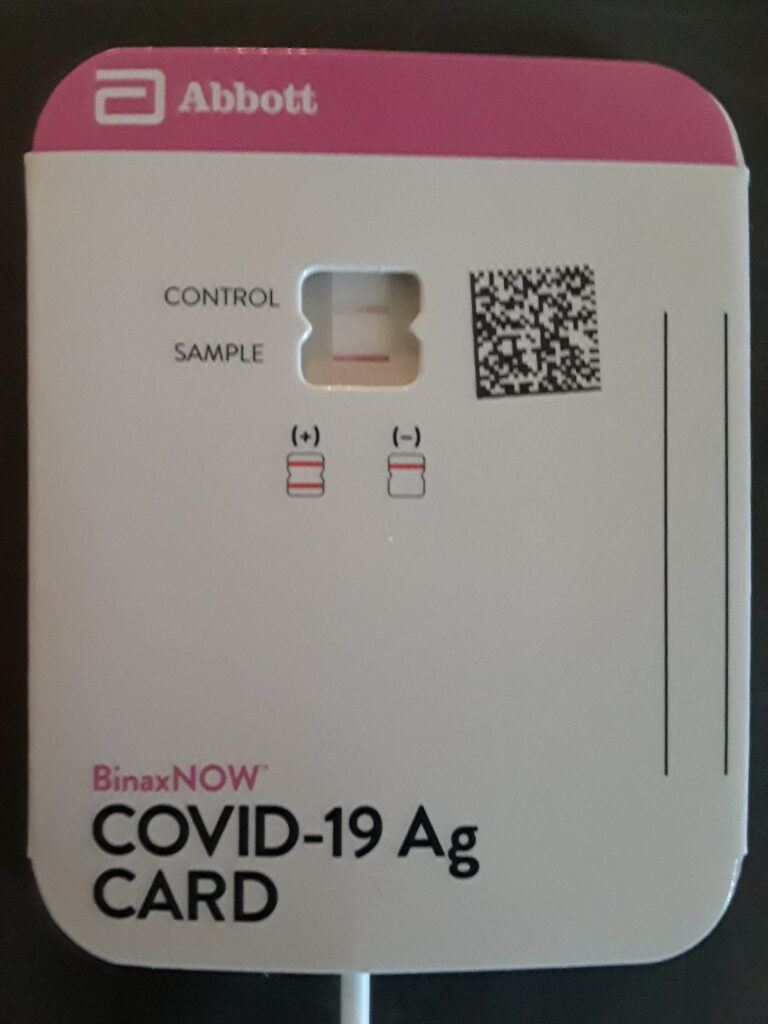 Abbott
CONTROL
SAMPLE
(+) (−)
BinaxNOW™
COVID-19 Ag
CARD